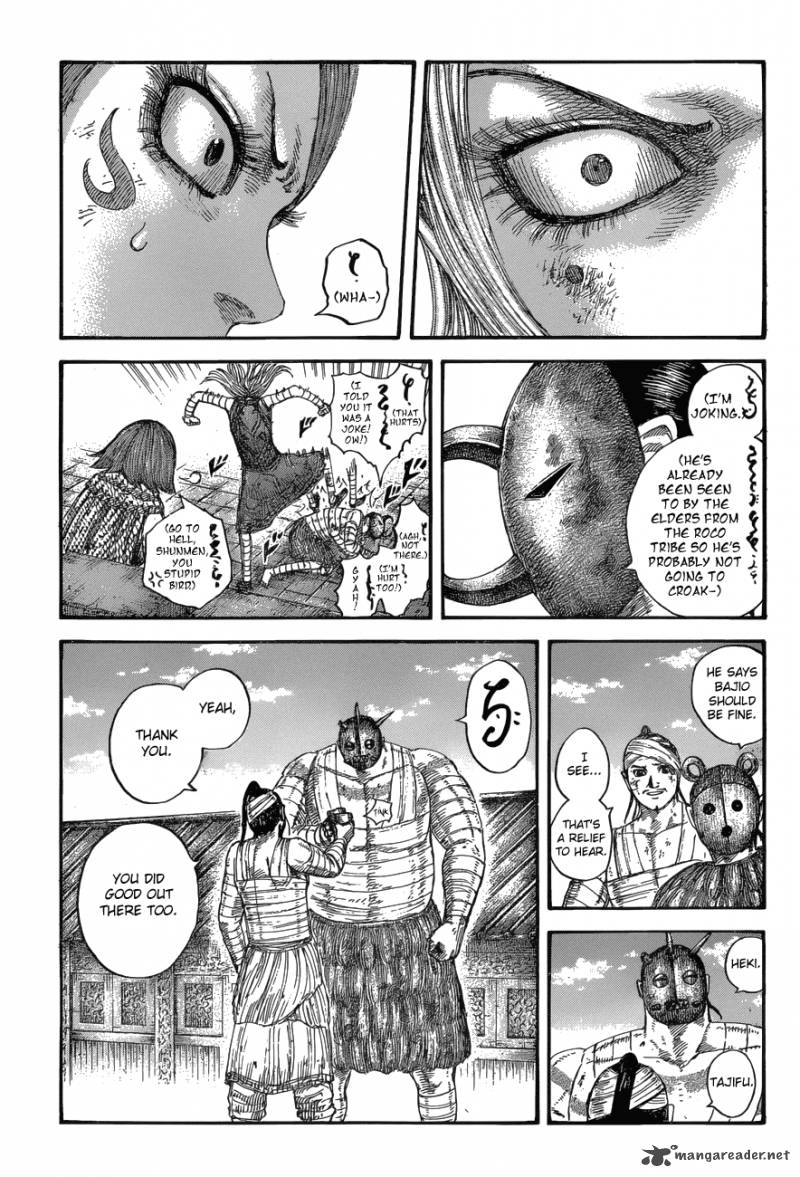 (WHA-)
(I'M
JOKING.)
(HE'S
ALREADY
BEEN SEEN
TO BY THE
ELDERS FROM
THE ROCO
TRIBE SO HE'S
PROBABLY NOT
GOING TO
CROAK-)
(THAT
HURTS)
(I
TOLD
YOU IT
WAS A
JOKE!
OW!)
(AGH,
NOT
THERE.)
(I'M
HURT
TOO!)
GYAH!
(GO TO
HELL,
SHUNMEN,
YOU
STUPID
BIRD.)
HE SAYS
BAJIO
SHOULD
BE FINE.
I
SEE...
THAT'S
A RELIEF
TO HEAR.
HEKI.
TAJIFU.
YEAH,
THANK
YOU.
TINK
YOU DID
GOOD OUT
THERE TOO.
mangareader.net